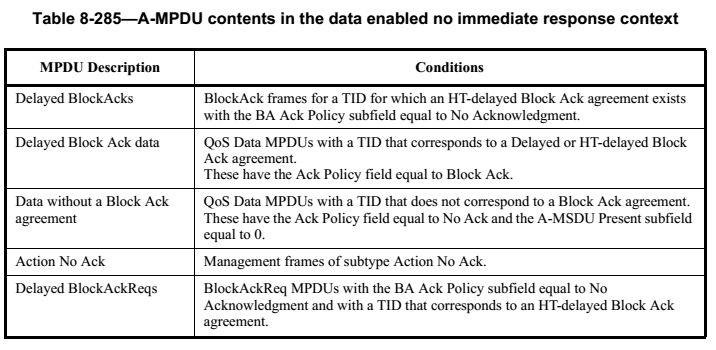 Table 8-285—A-MPDU contents in the data enabled no immediate response context
MPDU Description
Conditions
Delayed BlockAcks
BlockAck frames for a TID for which an HT-delayed Block Ack agreement exists
with the BA Ack Policy subfield equal to No Acknowledgment.
Delayed Block Ack data
QoS Data MPDUs with a TID that corresponds to a Delayed or HT-delayed Block
Ack agreement.
These have the Ack Policy field equal to Block Ack.
Data without a Block Ack
agreement
QoS Data MPDUs with a TID that does not correspond to a Block Ack agreement.
These have the Ack Policy field equal to No Ack and the A-MSDU Present subfield
equal to 0.
Action No Ack
Management frames of subtype Action No Ack.
Delayed BlockAckReqs
BlockAckReq MPDUs with the BA Ack Policy subfield equal to No
Acknowledgment and with a TID that corresponds to an HT-delayed Block Ack
agreement.